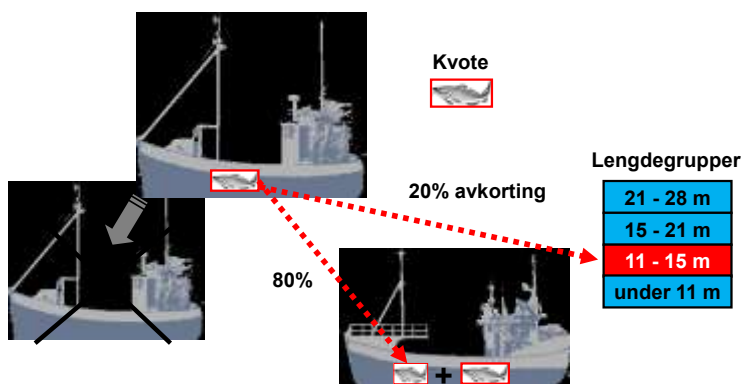 Kvote
Lengdegrupper
20% avkorting
21 - 28 m
15 - 21 m
11 - 15 m
under 11 m
80%
+